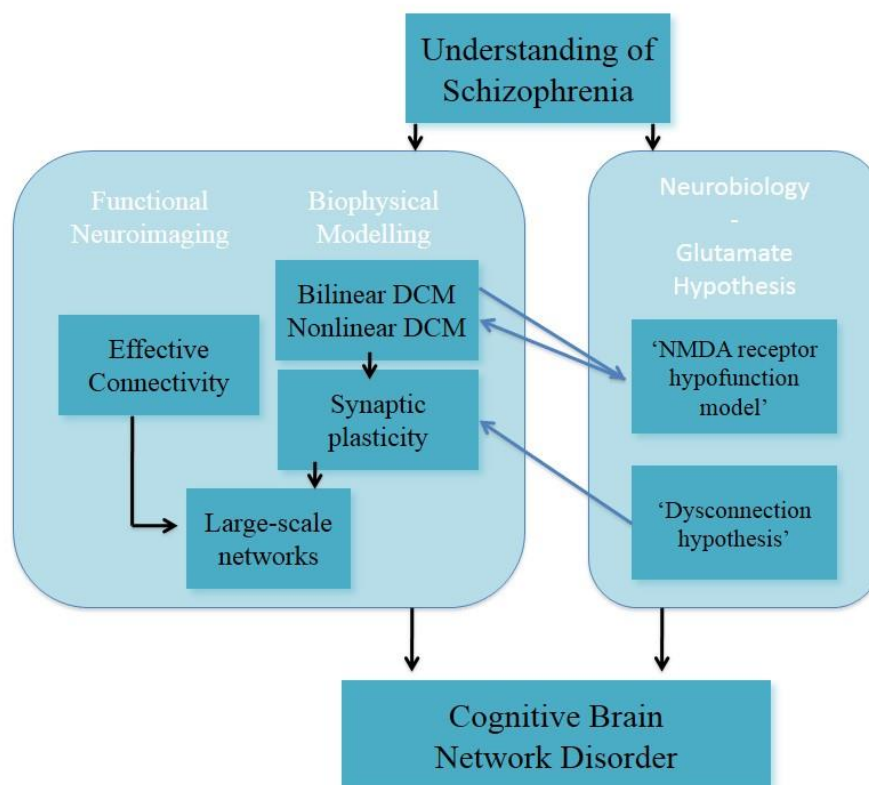 Understanding of
Schizophrenia
Functional
Neuroimaging
Biophysical
Modelling
Bilinear DCM
Nonlinear DCM
Effective
Connectivity
Synaptic
plasticity
Large-scale
networks
Neurobiology
-
Glutamate
Hypothesis
‘NMDA receptor
hypofunction
model’
‘Dysconnection
hypothesis’
Cognitive Brain
Network Disorder